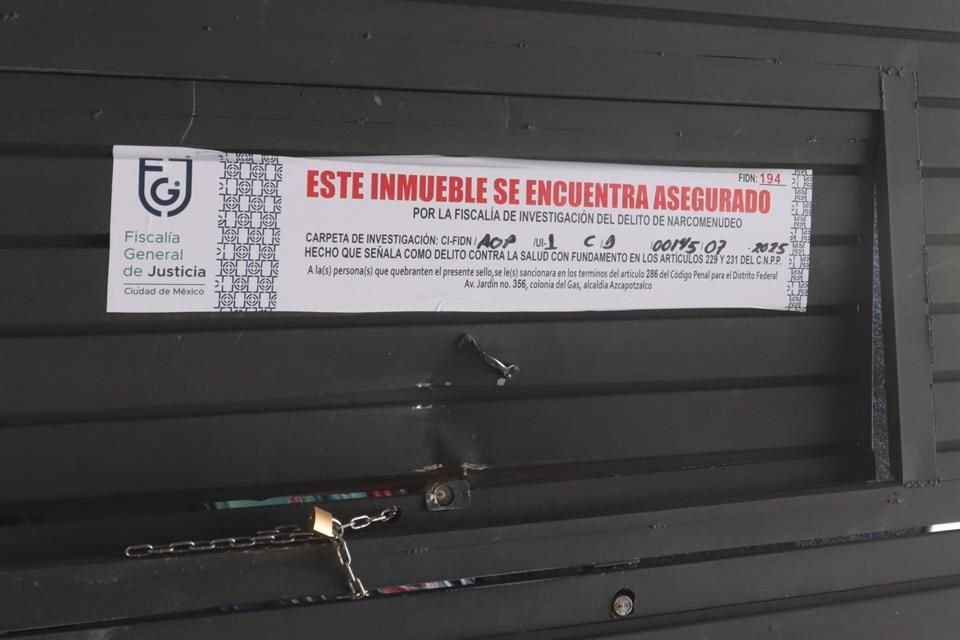 FGJ
Fiscalía
General
de Justicia
Ciudad de México
FIDN: 194
ESTE INMUEBLE SE ENCUENTRA ASEGURADO
POR LA FISCALÍA DE INVESTIGACIÓN DEL DELITO DE NARCOMENUDEO
CARPETA DE INVESTIGACIÓN: CI-FIDN / AOP /UI-1 C/D 00145/07 -2025
HECHO QUE SEÑALA COMO DELITO CONTRA LA SALUD CON FUNDAMENTO EN LOS ARTICULOS 229 Y 231 DEL C.N.P.P.
A la(s) persona(s) que quebranten el presente sello, se le(s) sancionara en los terminos del articulo 286 del Código Penal para el Distrito Federal
Av. Jardín no. 356, colonia del Gas, alcaldía Azcapotzalco